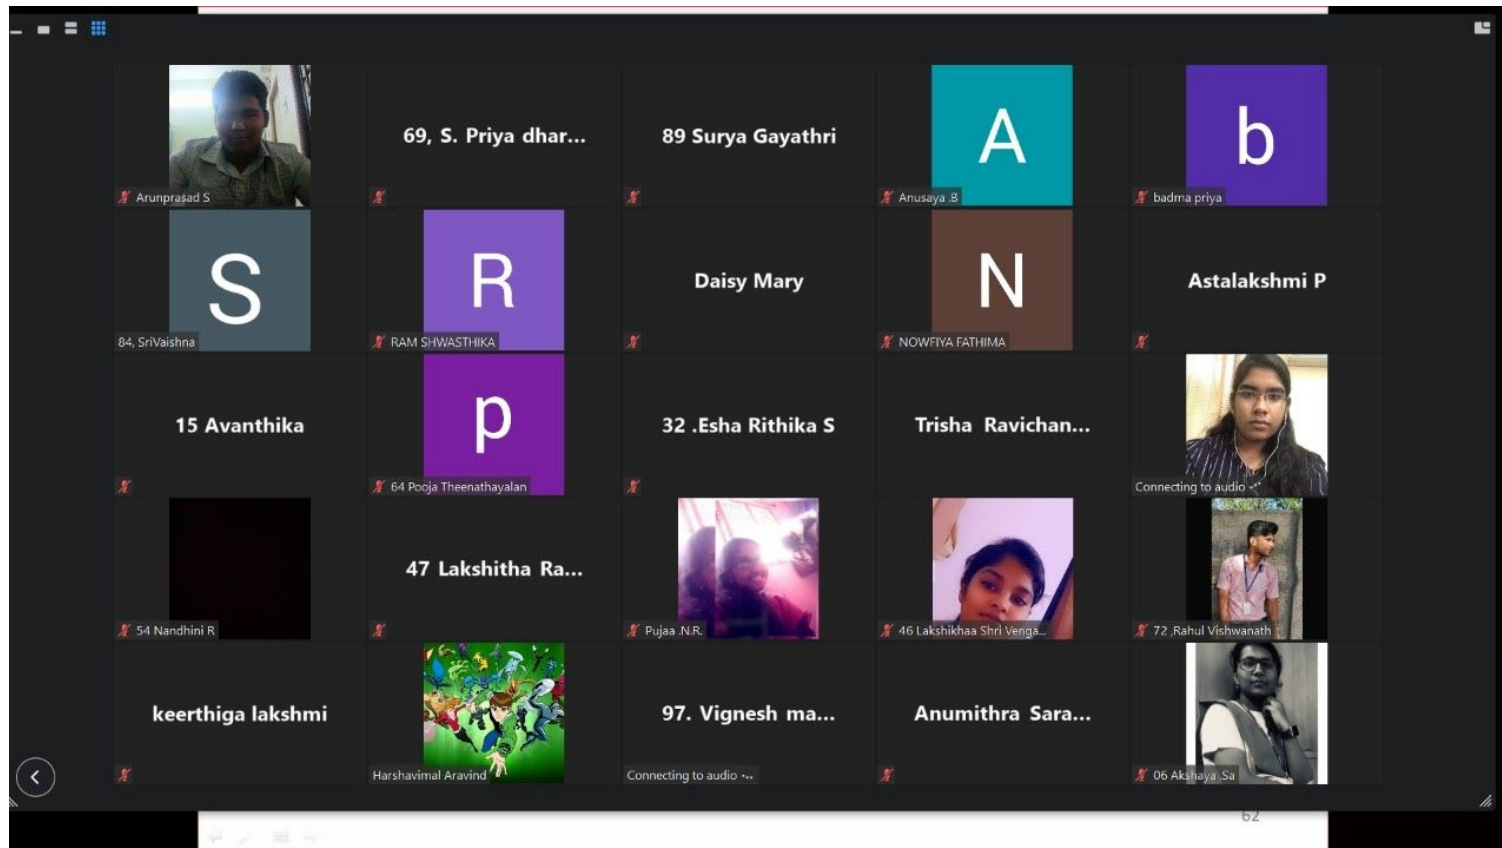 Arunprasad S
69, S. Priya dhar...
89 Surya Gayathri
A
Anusaya .B
b
badma priya
S
84, SriVaishna
R
RAM SHWASTHIKA
Daisy Mary
N
NOWFIYA FATHIMA
Astalakshmi P
15 Avanthika
p
64 Pooja Theenathayalan
32 .Esha Rithika S
Trisha Ravichan...
Connecting to audio
54 Nandhini R
47 Lakshitha Ra...
Pujaa .N.R.
46 Lakshikhaa Shri Venga...
72 ,Rahul Vishwanath
keerthiga lakshmi
Harshavimal Aravind
97. Vignesh ma...
Connecting to audio
Anumithra Sara...
06 Akshaya .Sa
62